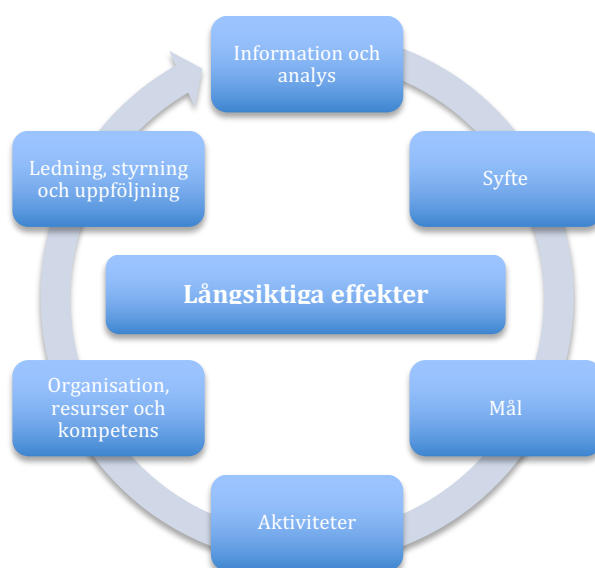 Information och
analys
Ledning, styrning
och uppföljning
Syfte
Långsiktiga effekter
Organisation,
resurser och
kompetens
Mål
Aktiviteter